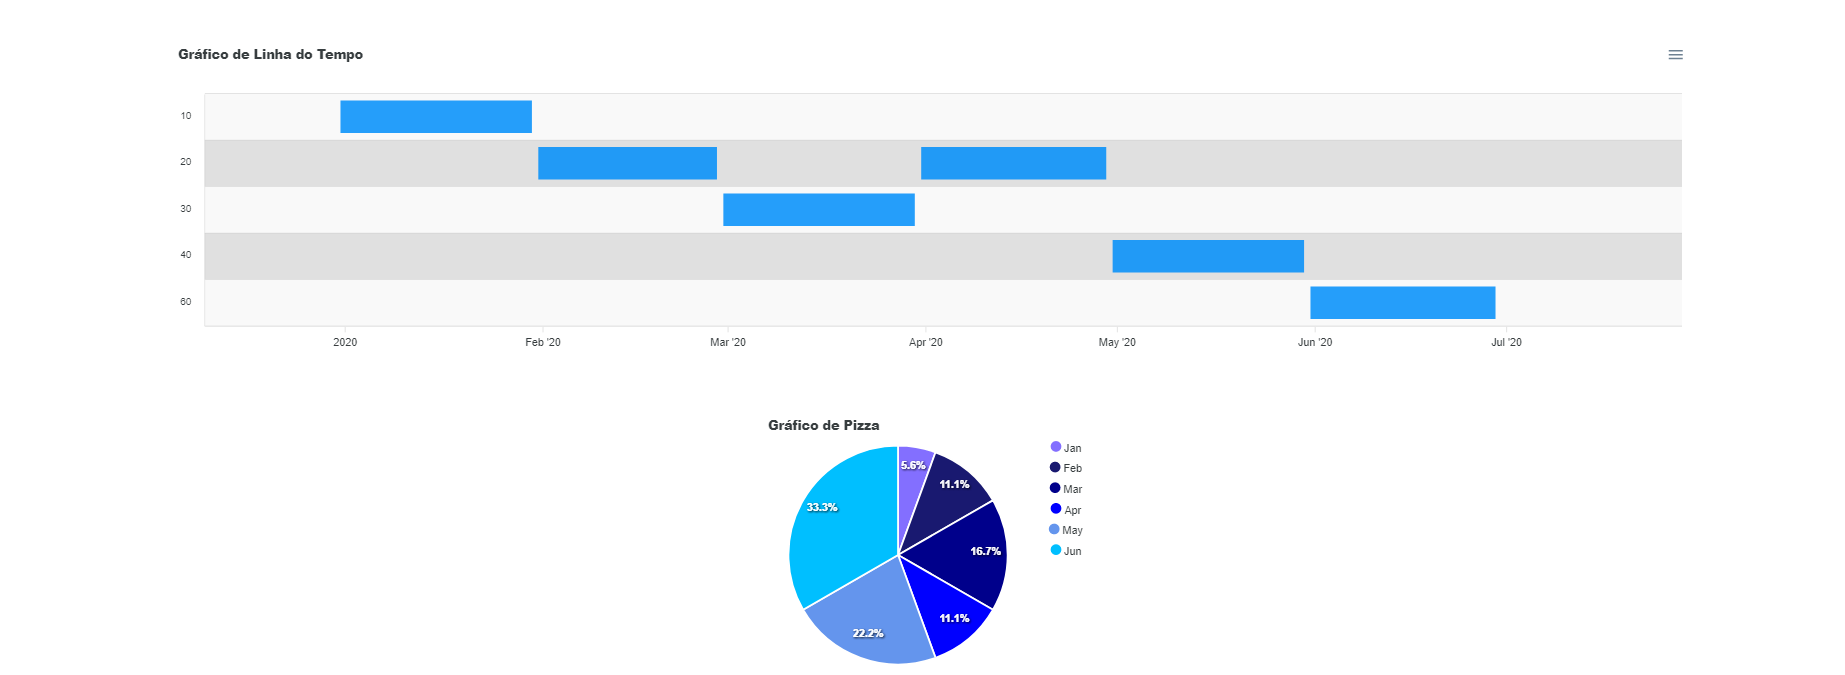 Gráfico de Linha do Tempo
10
20
30
40
60
2020 Feb '20 Mar '20 Apr '20 May '20 Jun '20 Jul '20
Gráfico de Pizza
5.6%
11.1%
16.7%
11.1%
22.2%
33.3%
Jan
Feb
Mar
Apr
May
Jun